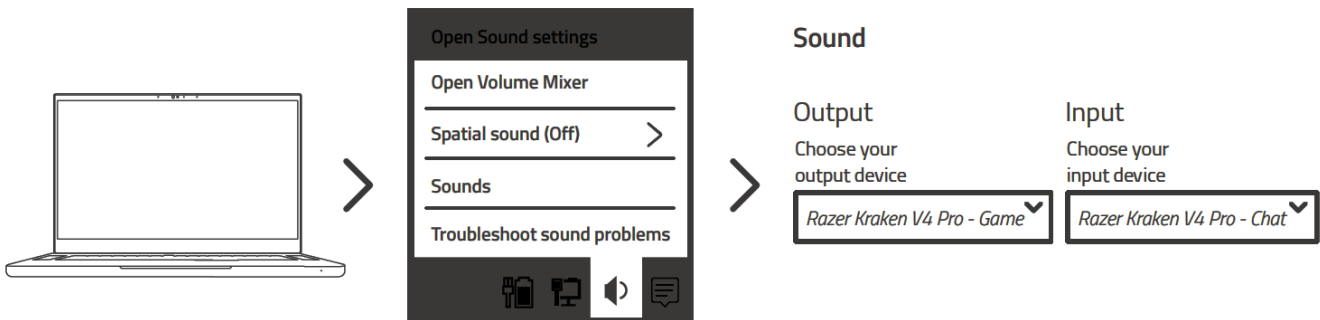 Open Sound settings
Open Volume Mixer
Spatial sound (Off)
Sounds
Troubleshoot sound problems
Sound
Output
Choose your
output device
Razer Kraken V4 Pro - Game
Input
Choose your
input device
Razer Kraken V4 Pro - Chat